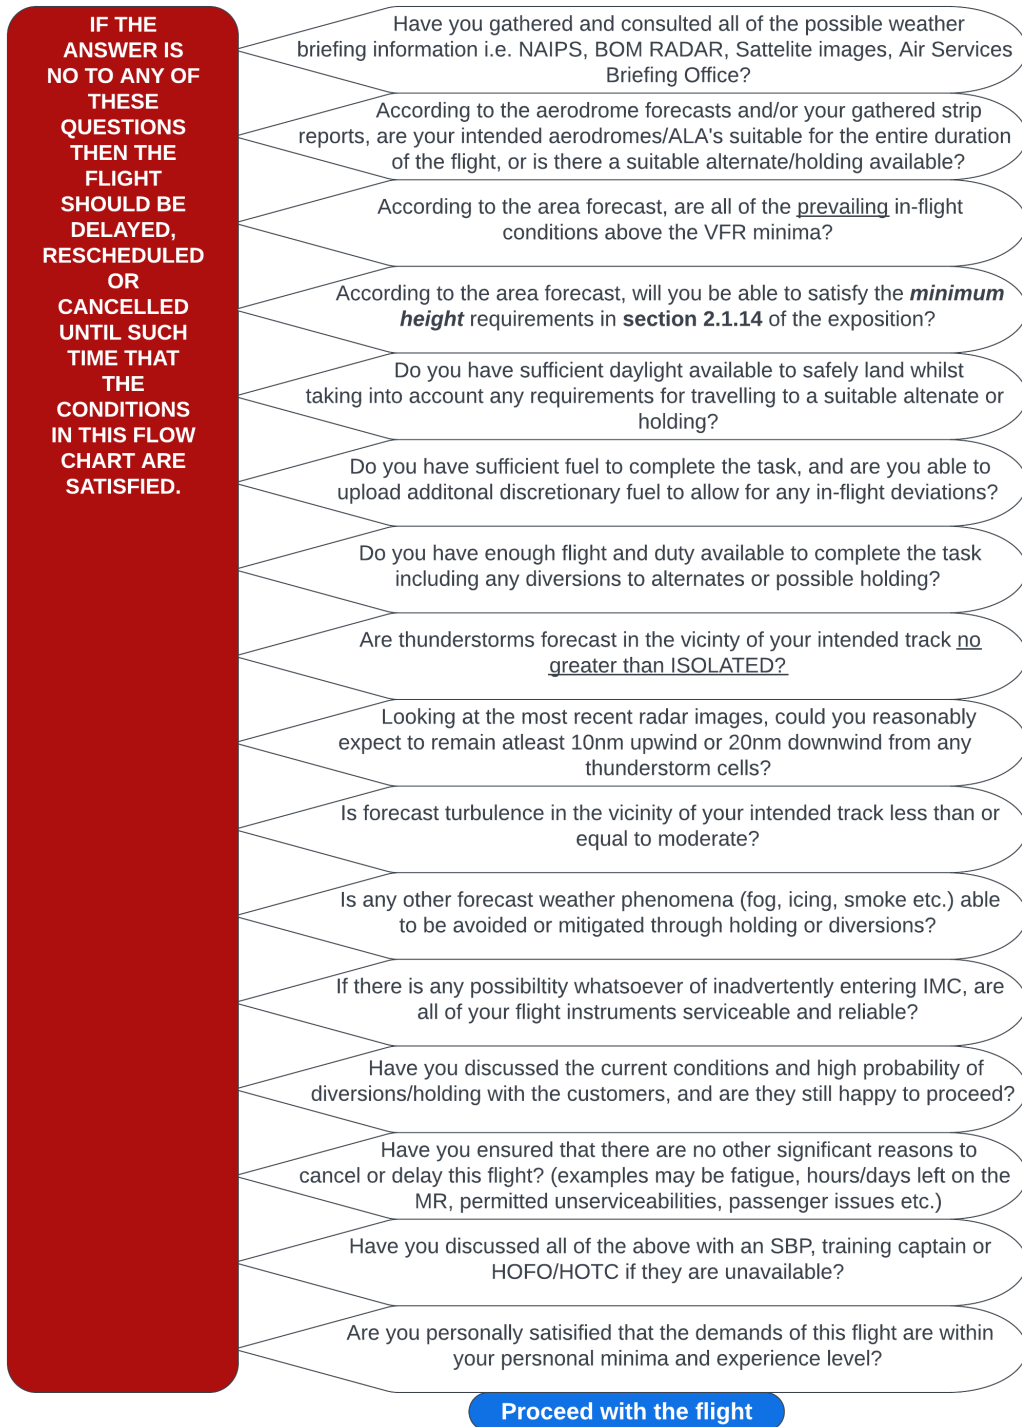 IF THE
ANSWER IS
NO TO ANY OF
THESE
QUESTIONS
THEN THE
FLIGHT
SHOULD BE
DELAYED,
RESCHEDULED
OR
CANCELLED
UNTIL SUCH
TIME THAT
THE
CONDITIONS
IN THIS FLOW
CHART ARE
SATISFIED.
Have you gathered and consulted all of the possible weather
briefing information i.e. NAIPS, BOM RADAR, Sattelite images, Air Services
Briefing Office?
According to the aerodrome forecasts and/or your gathered strip
reports, are your intended aerodromes/ALA's suitable for the entire duration
of the flight, or is there a suitable alternate/holding available?
According to the area forecast, are all of the prevailing in-flight
conditions above the VFR minima?
According to the area forecast, will you be able to satisfy the minimum
height requirements in section 2.1.14 of the exposition?
Do you have sufficient daylight available to safely land whilst
taking into account any requirements for travelling to a suitable altenate or
holding?
Do you have sufficient fuel to complete the task, and are you able to
upload additonal discretionary fuel to allow for any in-flight deviations?
Do you have enough flight and duty available to complete the task
including any diversions to alternates or possible holding?
Are thunderstorms forecast in the vicinty of your intended track no
greater than ISOLATED?
Looking at the most recent radar images, could you reasonably
expect to remain atleast 10nm upwind or 20nm downwind from any
thunderstorm cells?
Is forecast turbulence in the vicinity of your intended track less than or
equal to moderate?
Is any other forecast weather phenomena (fog, icing, smoke etc.) able
to be avoided or mitigated through holding or diversions?
If there is any possibiltity whatsoever of inadvertently entering IMC, are
all of your flight instruments serviceable and reliable?
Have you discussed the current conditions and high probability of
diversions/holding with the customers, and are they still happy to proceed?
Have you ensured that there are no other significant reasons to
cancel or delay this flight? (examples may be fatigue, hours/days left on the
MR, permitted unserviceabilities, passenger issues etc.)
Have you discussed all of the above with an SBP, training captain or
HOFO/HOTC if they are unavailable?
Are you personally satisified that the demands of this flight are within
your persnonal minima and experience level?
Proceed with the flight